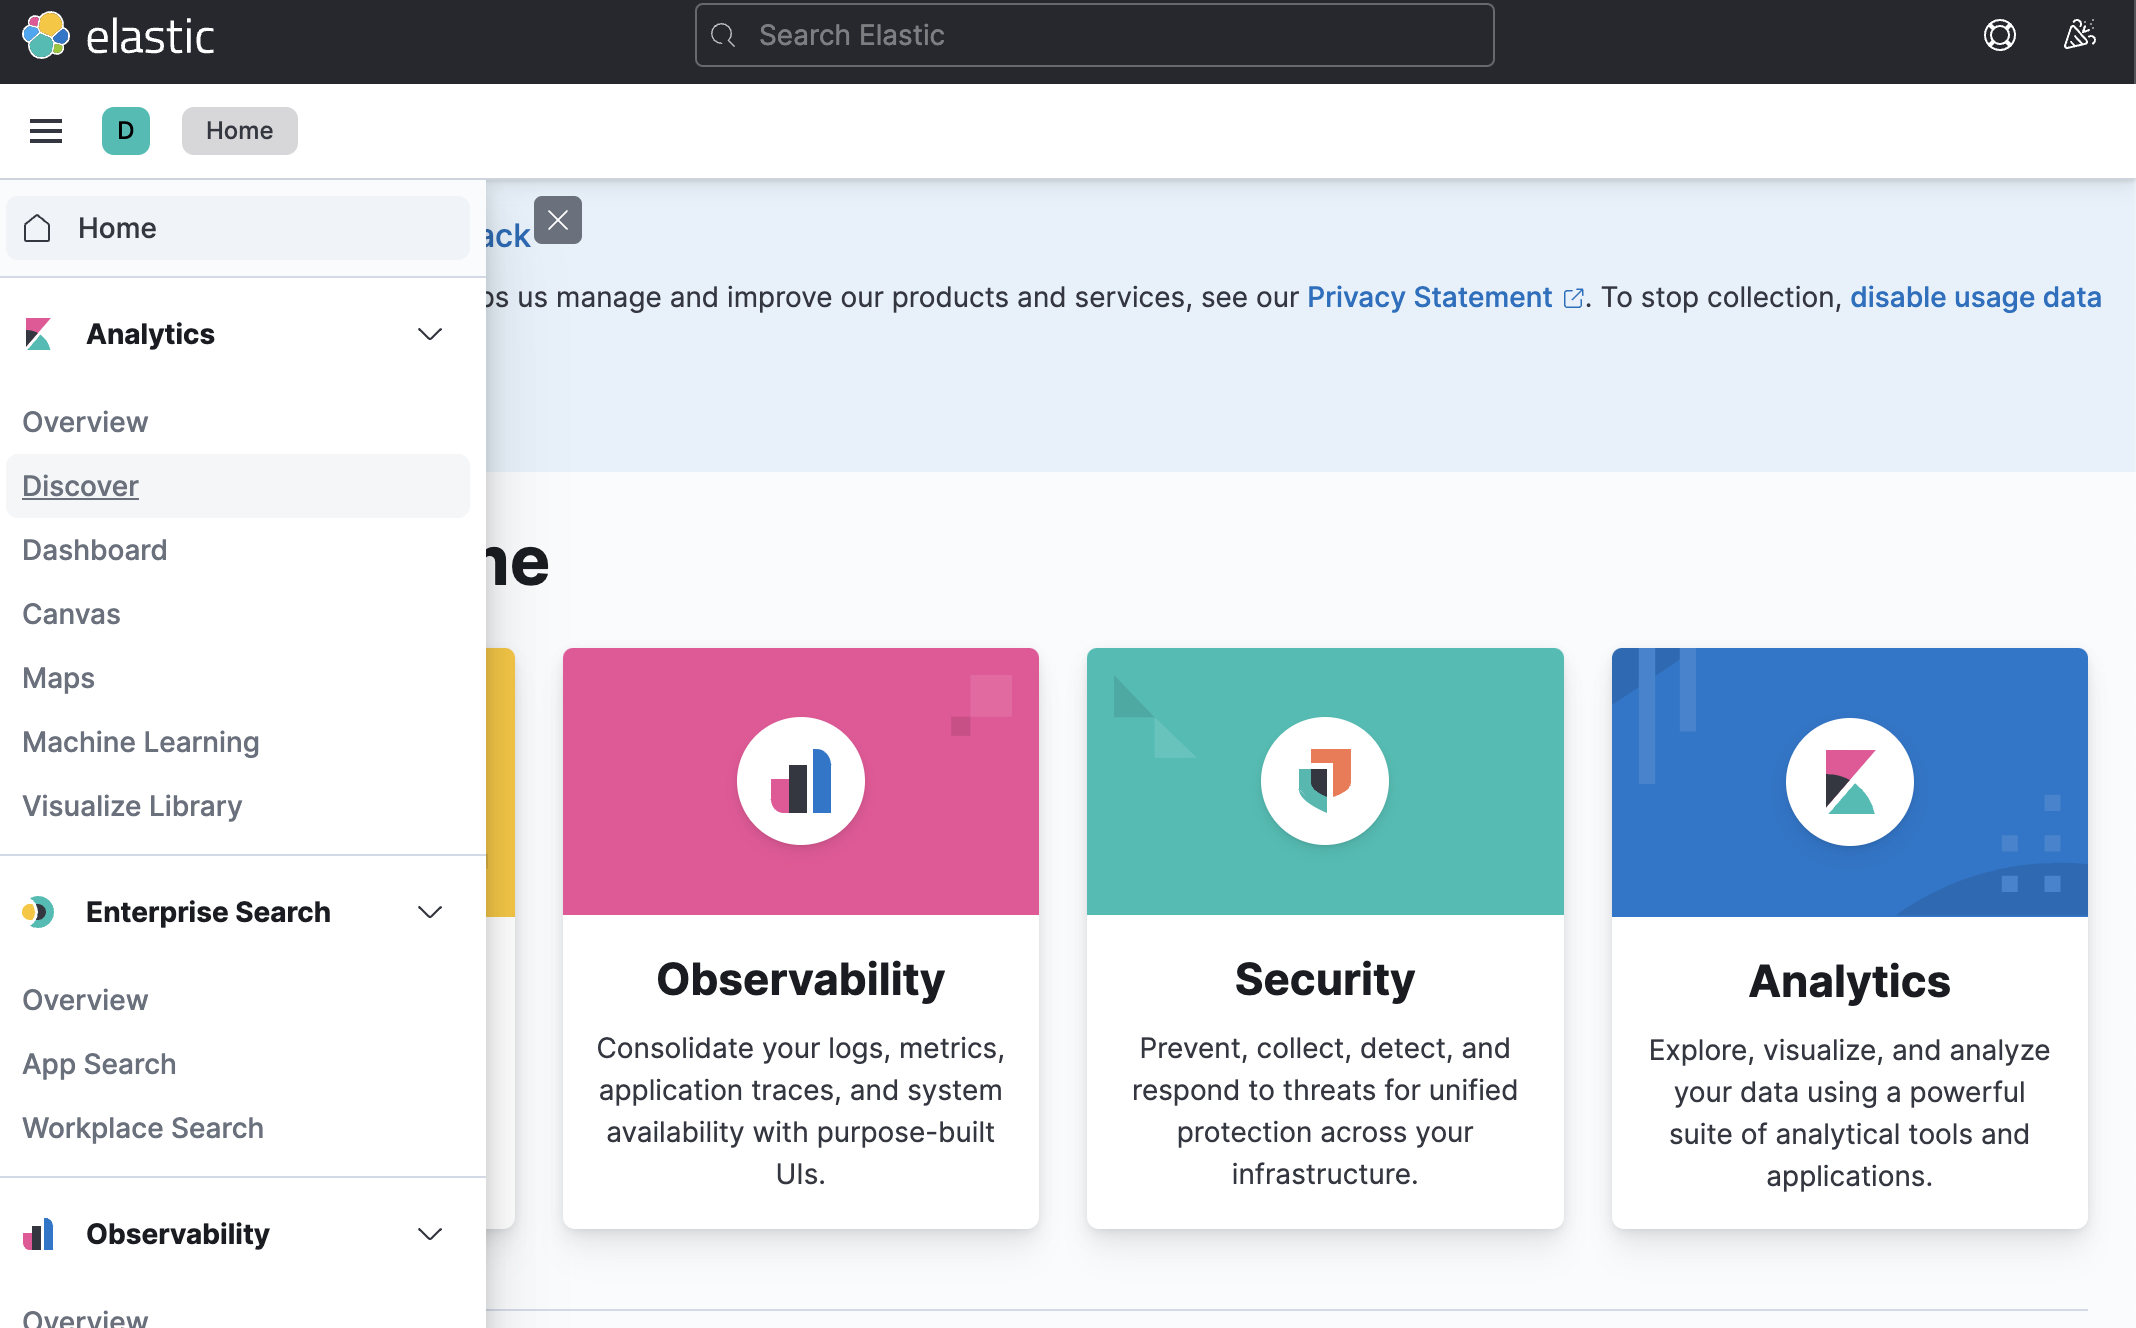 elastic
Search Elastic
D
Home
Home
Analytics
Overview
Discover
Dashboard
Canvas
Maps
Machine Learning
Visualize Library
Enterprise Search
Overview
App Search
Workplace Search
Observability
Overview
us manage and improve our products and services, see our Privacy Statement. To stop collection, disable usage data
Observability
Consolidate your logs, metrics,
application traces, and system
availability with purpose-built
UIs.
Security
Prevent, collect, detect, and
respond to threats for unified
protection across your
infrastructure.
Analytics
Explore, visualize, and analyze
your data using a powerful
suite of analytical tools and
applications.